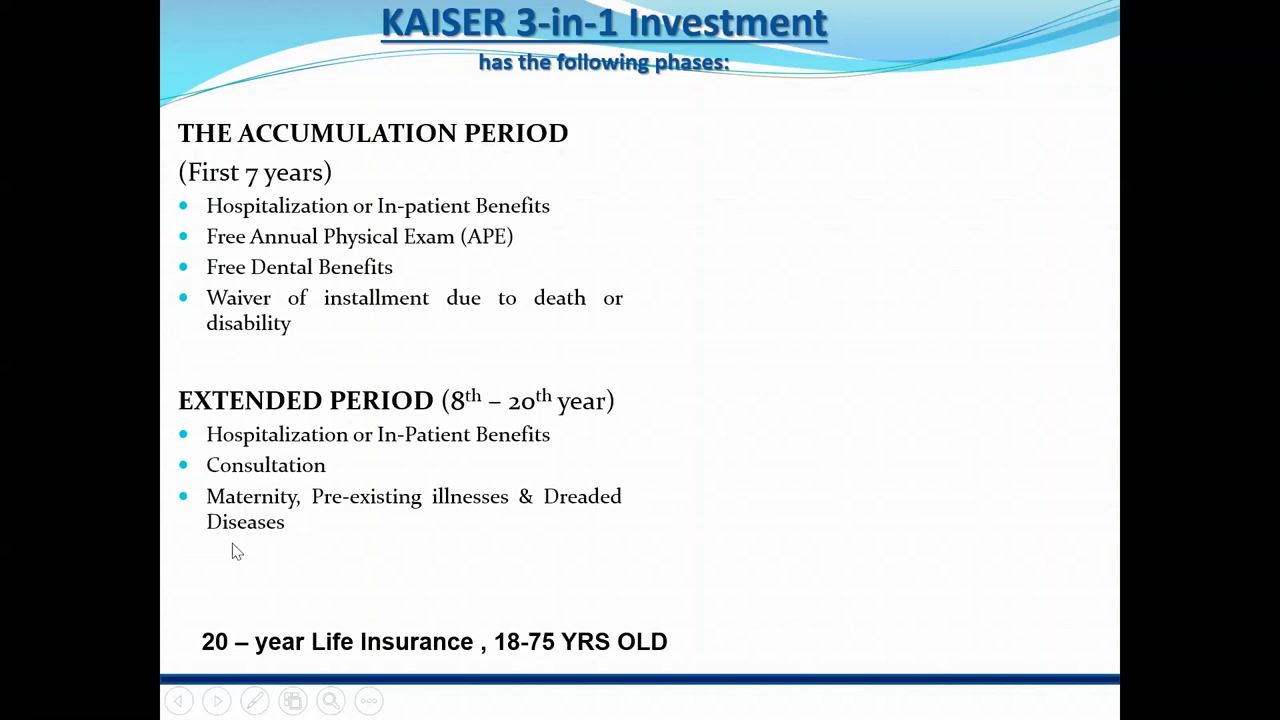 KAISER 3-in-1 Investment
has the following phases:
THE ACCUMULATION PERIOD
(First 7 years)
• Hospitalization or In-patient Benefits
• Free Annual Physical Exam (APE)
• Free Dental Benefits
• Waiver of installment due to death or
disability
EXTENDED PERIOD (8th – 20th year)
• Hospitalization or In-Patient Benefits
• Consultation
• Maternity, Pre-existing illnesses & Dreaded
Diseases
20 – year Life Insurance , 18-75 YRS OLD